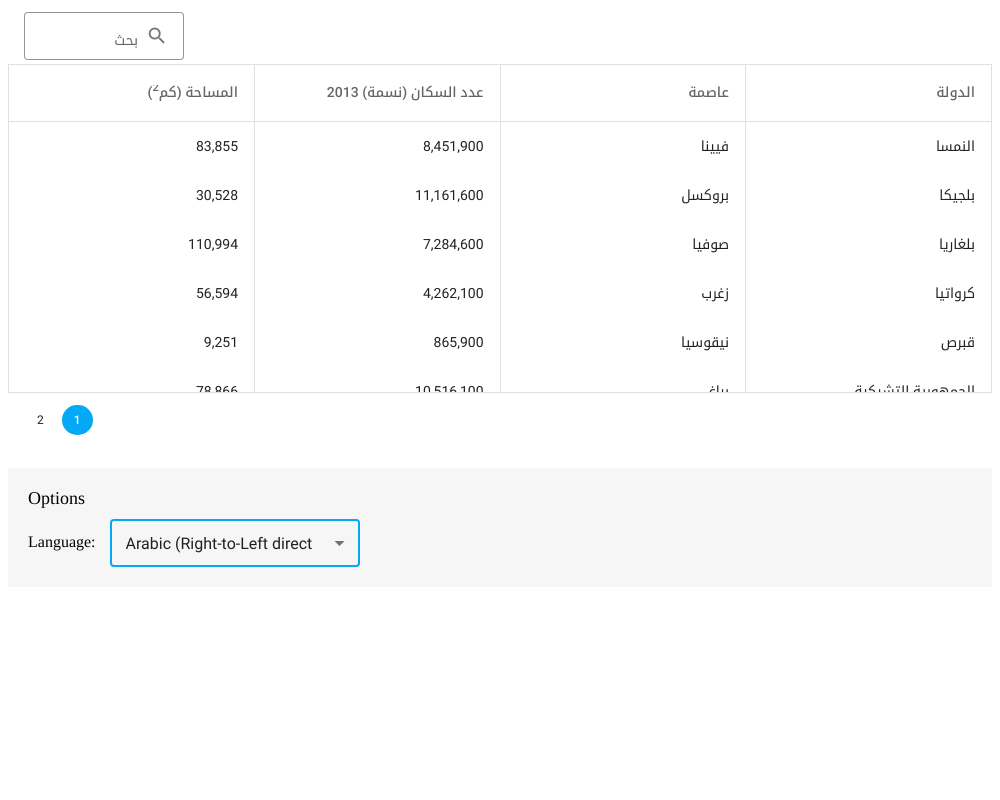 بحث
الدولة عاصمة عدد السكان (نسمة) 2013 المساحة (كم2)
النمسا فيينا 8,451,900 83,855
بلجيكا بروكسل 11,161,600 30,528
بلغاريا صوفيا 7,284,600 110,994
كرواتيا زغرب 4,262,100 56,594
قبرص نيقوسيا 865,900 9,251
الجمهورية التشيكية براغ 10,516,100 78,866
1 2
Options
Language: Arabic (Right-to-Left direct